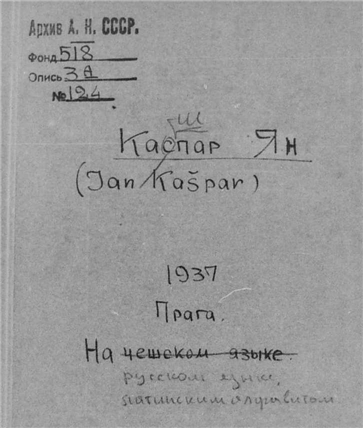 Архив А. Н. СССР.
Фонд 518
Опись 3А
№ 124
ш
Каспар Ян
(Jan Kašpar)
1937
Прага.
На чешском языке.
русском языке,
латинским алфавитом